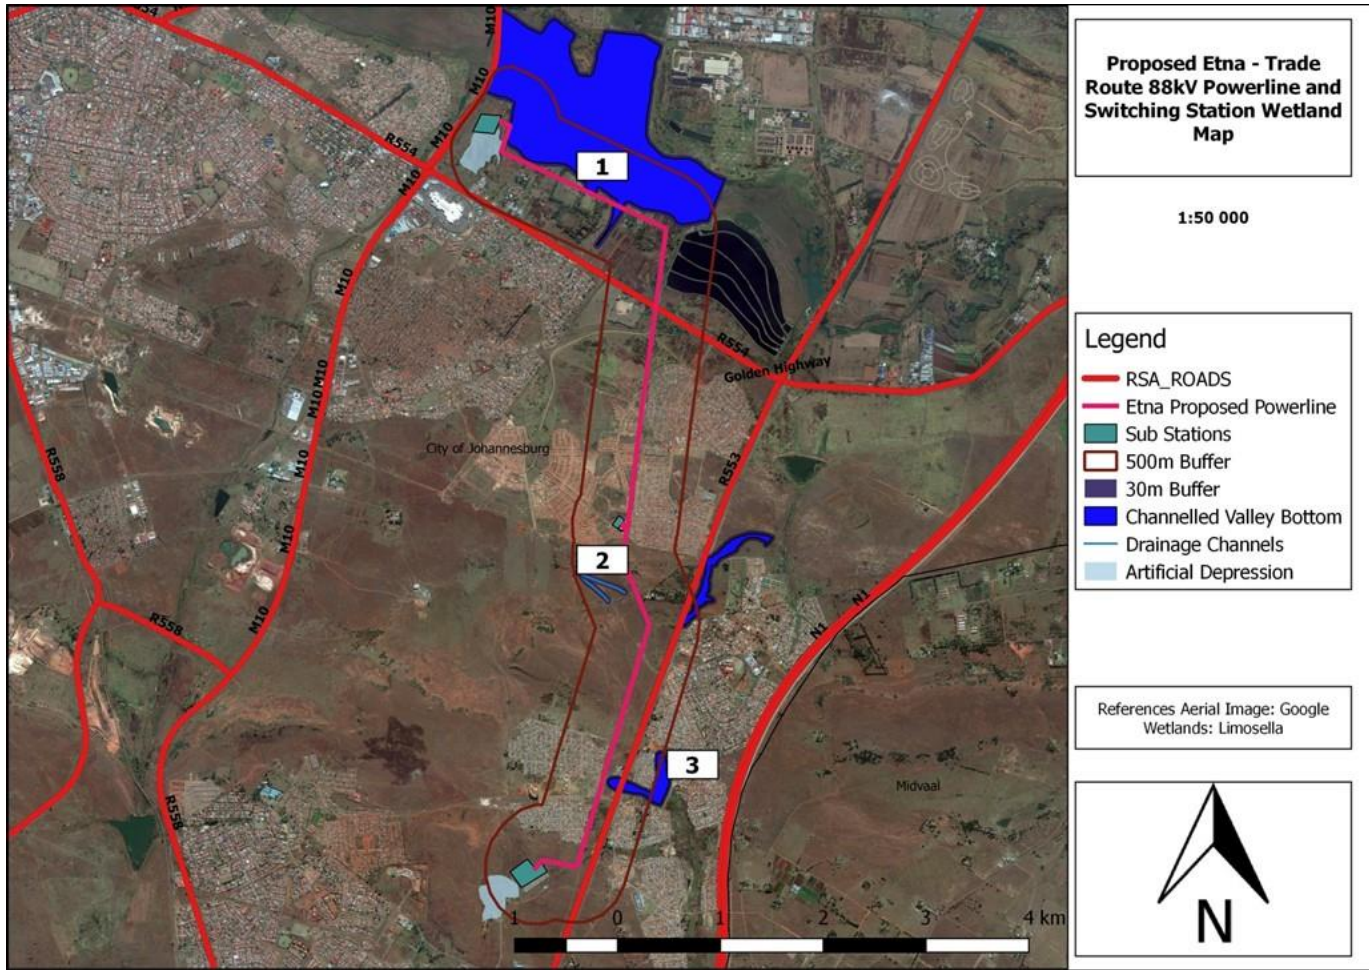 Proposed Etna - Trade
Route 88kV Powerline and
Switching Station Wetland
Map
1:50 000
Legend
RSA_ROADS
Etna Proposed Powerline
Sub Stations
500m Buffer
30m Buffer
Channelled Valley Bottom
Drainage Channels
Artificial Depression
References Aerial Image: Google
Wetlands: Limosella
N
M10
M10
M10
R554
M10
1
M10
R554
Golden Highway
M10
M10
City of Johannesburg
R553
R558
M10
M10
2
N1
N1
R558
M10
3
Midvaal
R558
1 0 1 2 3 4 km